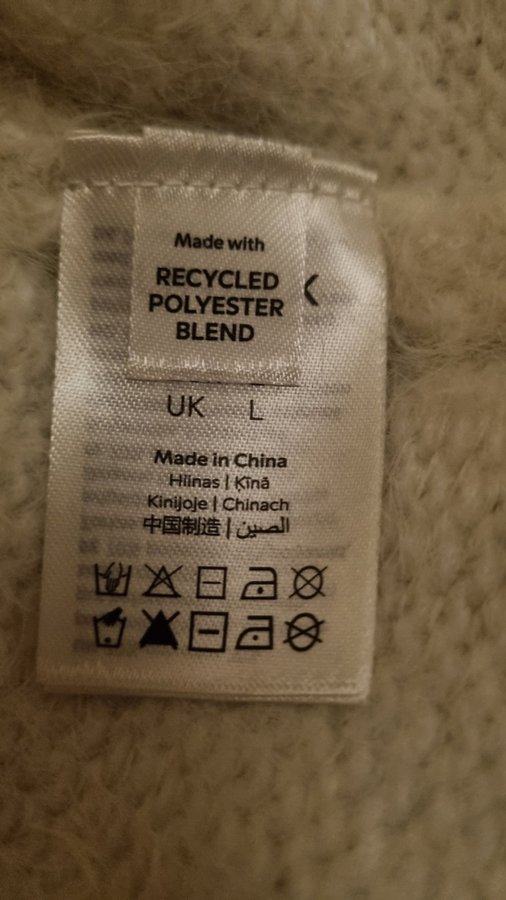 Made with
RECYCLED
POLYESTER
BLEND
UK L
Made in China
Hiinas | Ķīnā
Kinijoje | Chinach
中国制造 | الصين